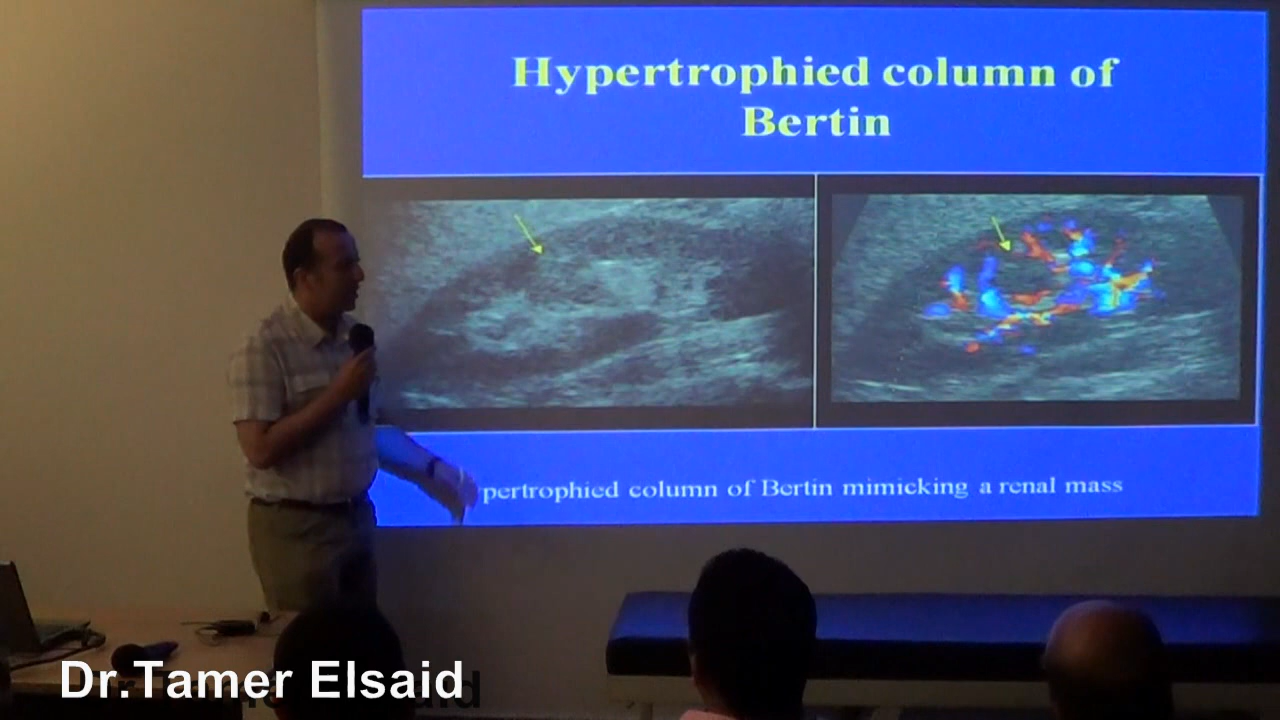 Hypertrophied column of
Bertin
pertrophied column of Bertin mimicking a renal mass
Dr.Tamer Elsaid